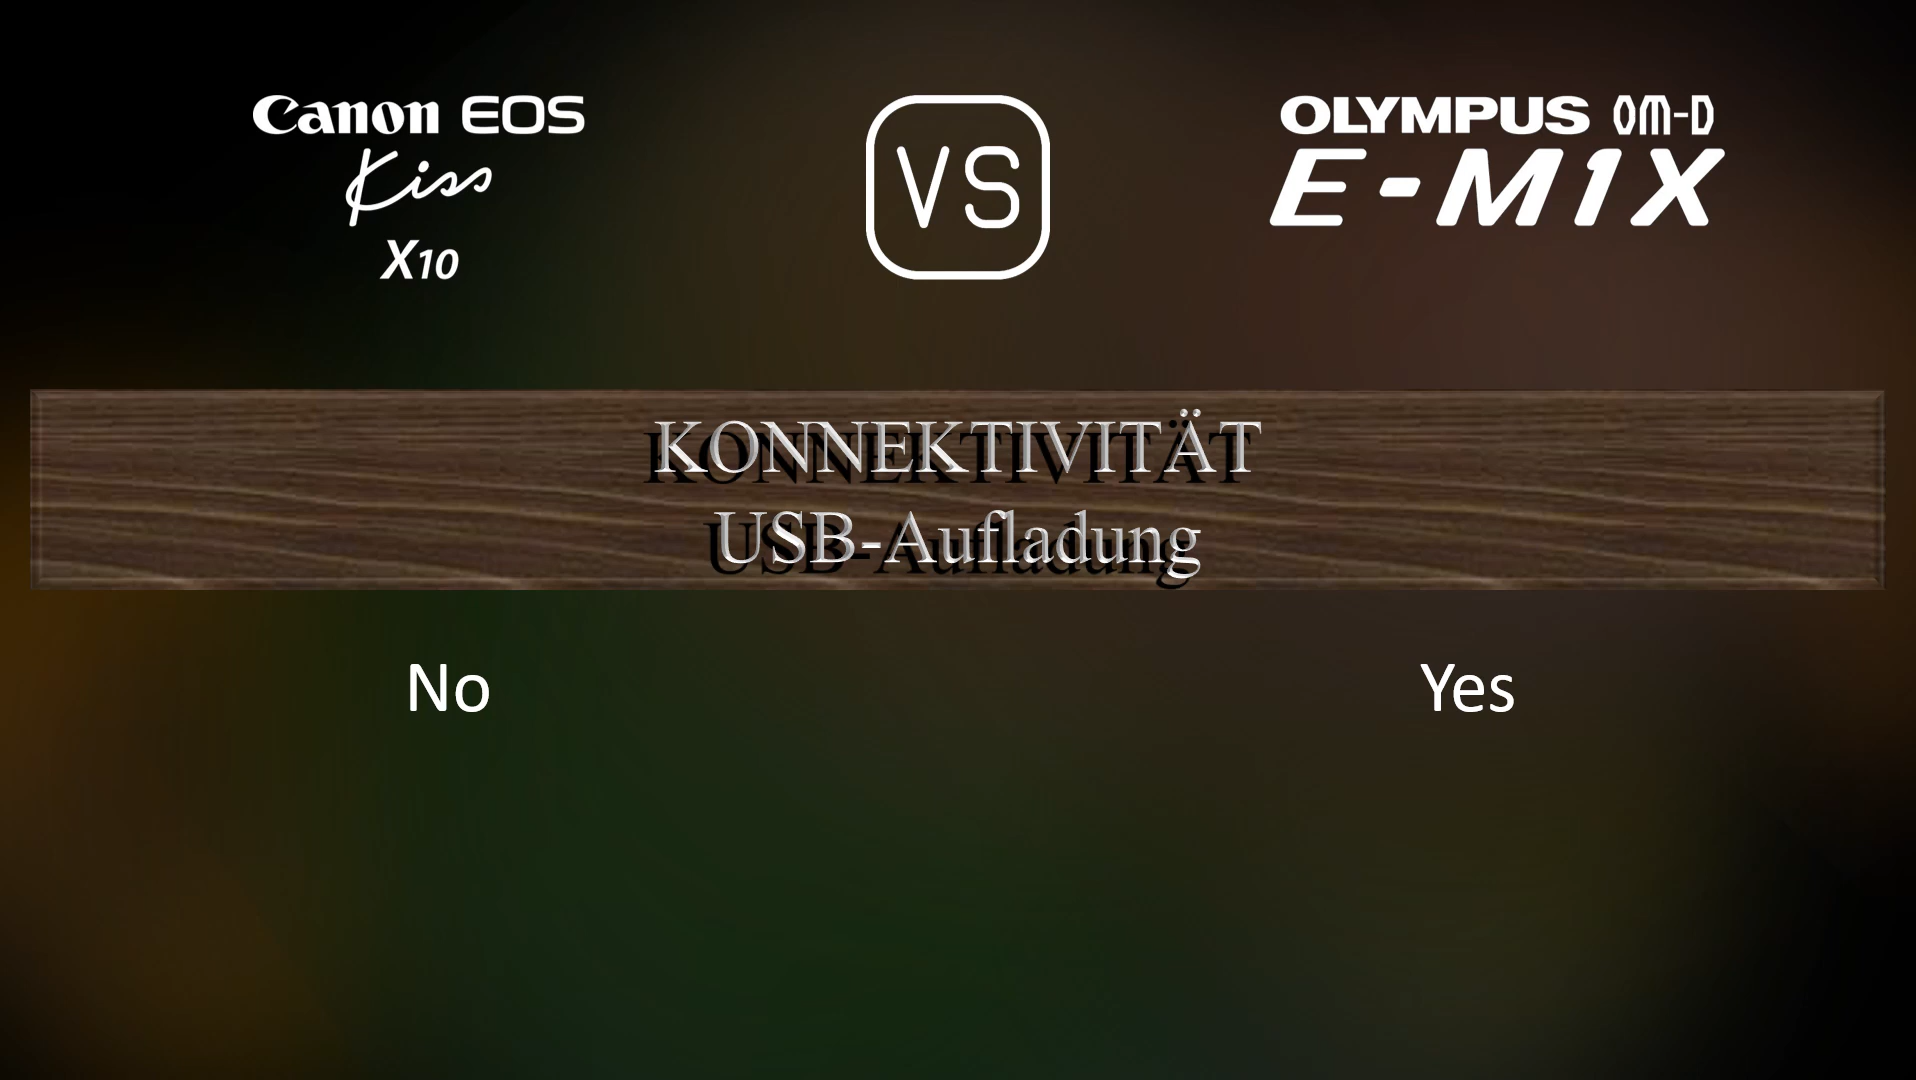 Canon EOS
Kiss
X10
VS
OLYMPUS OM-D
E-M1X
KONNEKTIVITÄT
USB-Aufladung
No
Yes